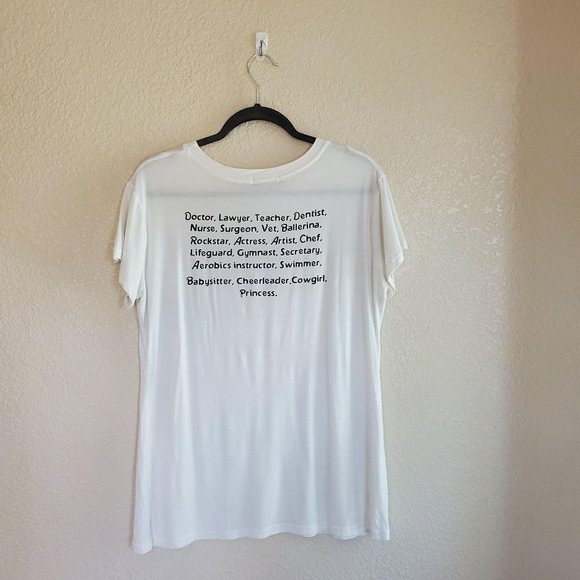 Doctor, Lawyer, Teacher, Dentist,
Nurse, Surgeon, Vet, Ballerina,
Rockstar, Actress, Artist, Chef,
Lifeguard, Gymnast, Secretary,
Aerobics instructor, Swimmer,
Babysitter, Cheerleader,Cowgirl,
Princess,